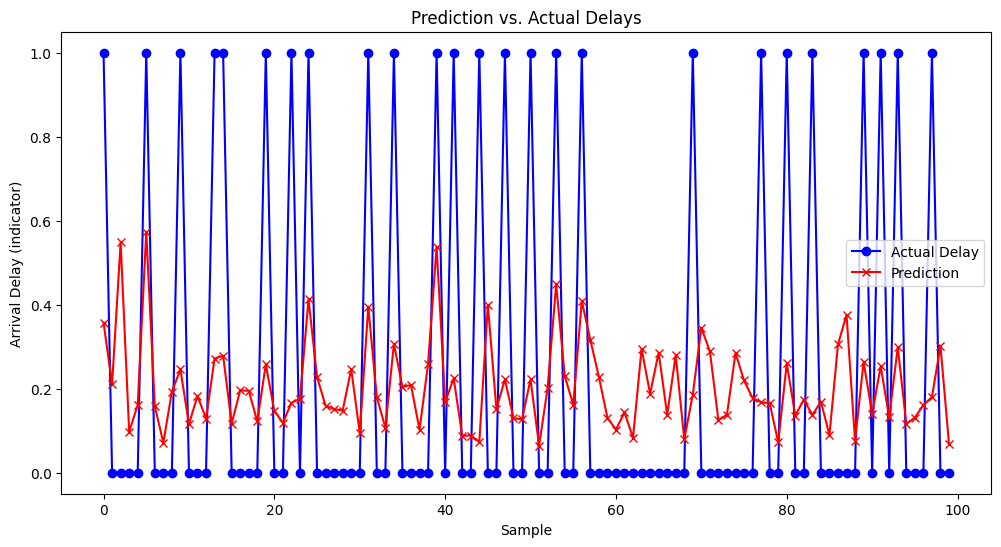 Prediction vs. Actual Delays
1.0
0.8
0.6
0.4
0.2
0.0
Arrival Delay (indicator)
Actual Delay
Prediction
0
20
40
60
80
100
Sample